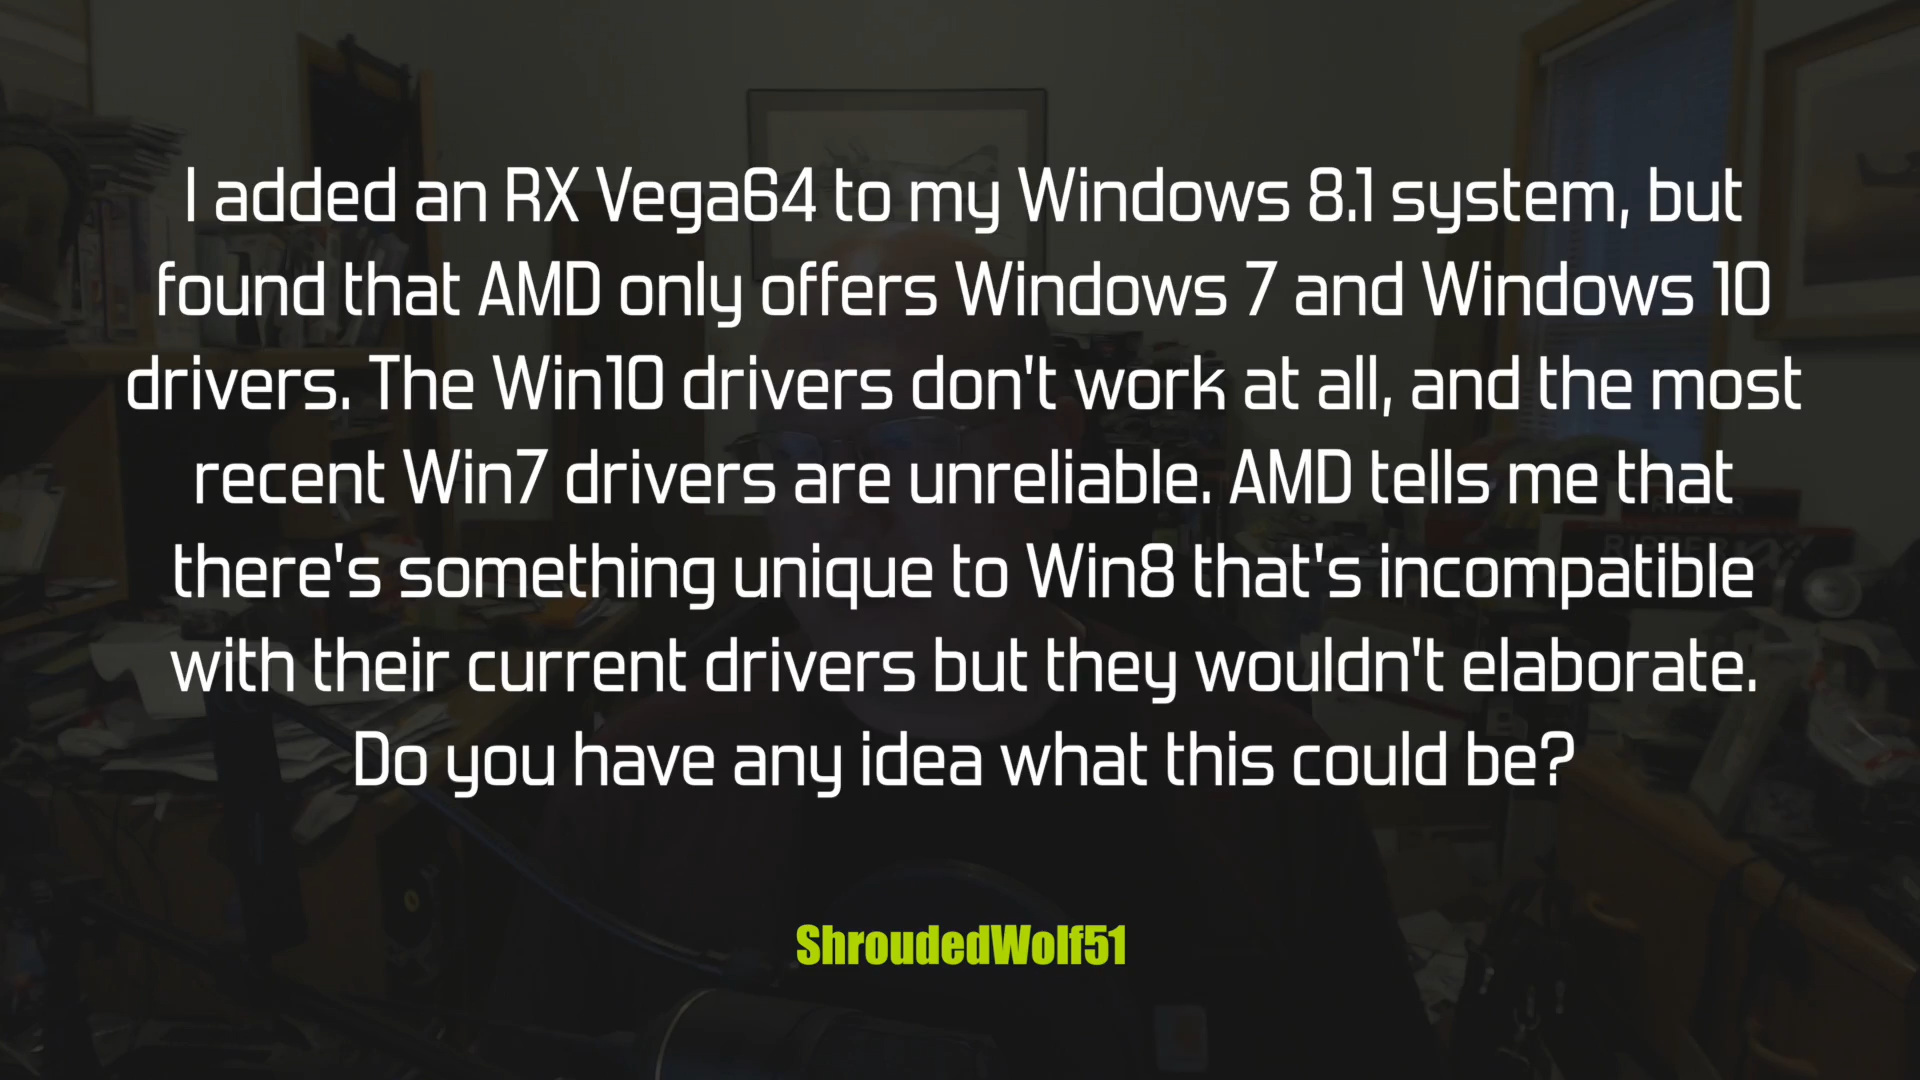 I added an RX Vega64 to my Windows 8.1 system, but
found that AMD only offers Windows 7 and Windows 10
drivers. The Win10 drivers don't work at all, and the most
recent Win7 drivers are unreliable. AMD tells me that
there's something unique to Win8 that's incompatible
with their current drivers but they wouldn't elaborate.
Do you have any idea what this could be?
RIPPER
RIPPER
ShroudedWolf51